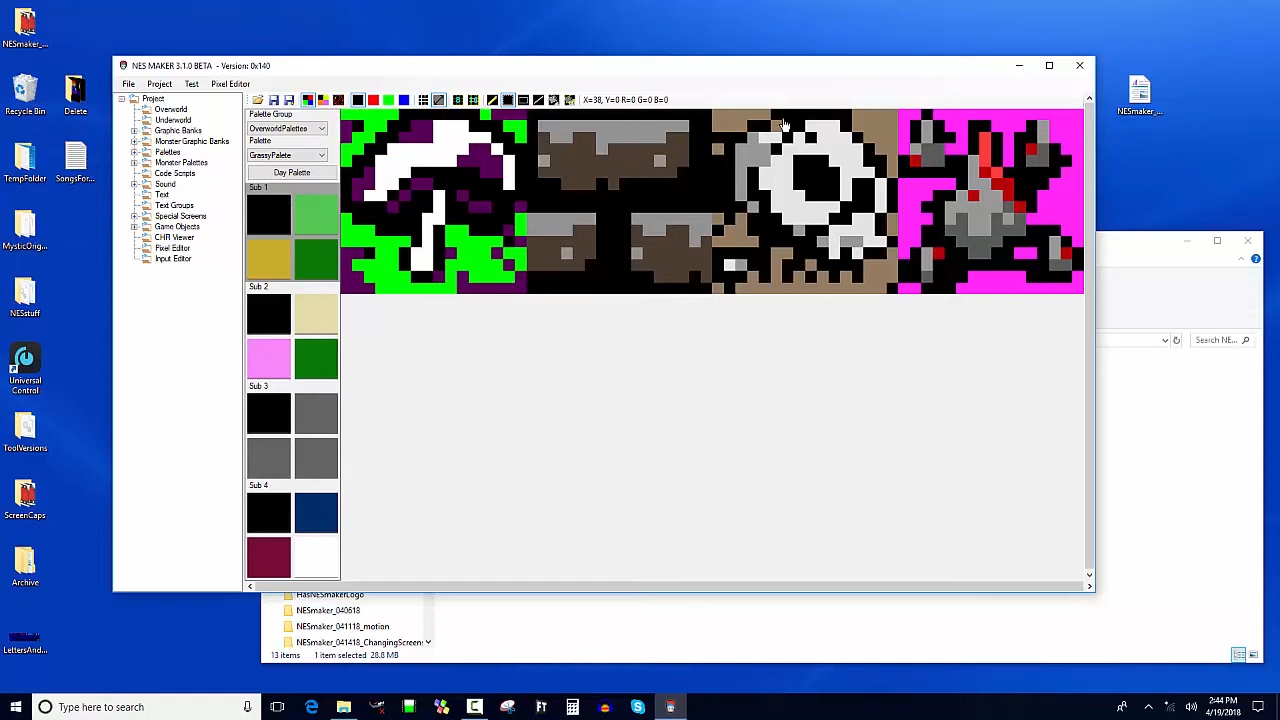 NESmaker_...
Recycle Bin
Delete
TempFolder
SongsFor...
MysticOrig...
NESstuff
Universal
Control
ToolVersions
ScreenCaps
Archive
LettersAnd...
NESmaker_...
NES MAKER 3.1.0 BETA - Version: 0x140
File Project Test Pixel Editor
X=38, Y=0 R=0 G=0 B=0
Project
Overworld
Underworld
Graphic Banks
Monster Graphic Banks
Palettes
Monster Palettes
Code Scripts
Sound
Text
Text Groups
Special Screens
Game Objects
CHR Viewer
Pixel Editor
Input Editor
Palette Group
OverworldPalettes
Palette
GrassyPalete
Day Palette
Sub 1
Sub 2
Sub 3
Sub 4
Search NE...
HasNESmakerLogo
NESmaker_040618
NESmaker_041118_motion
NESmaker_041418_ChangingScreens
13 items 1 item selected 28.8 MB
Type here to search
2:44 PM
4/19/2018